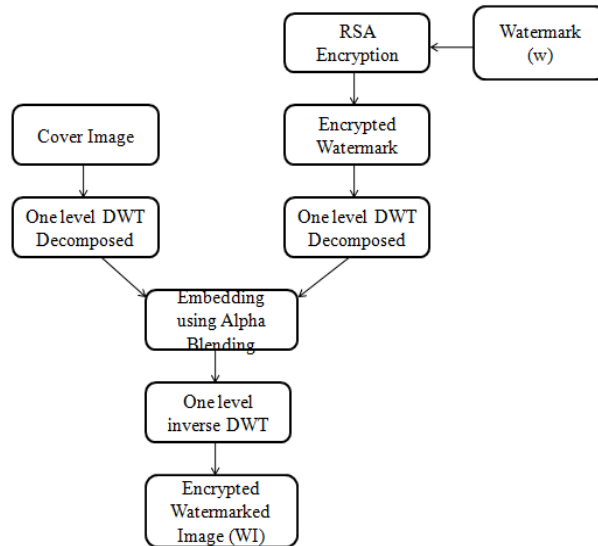 RSA
Encryption
Watermark
(w)
Cover Image
Encrypted
Watermark
One level DWT
Decomposed
One level DWT
Decomposed
Embedding
using Alpha
Blending
One level
inverse DWT
Encrypted
Watermarked
Image (WI)